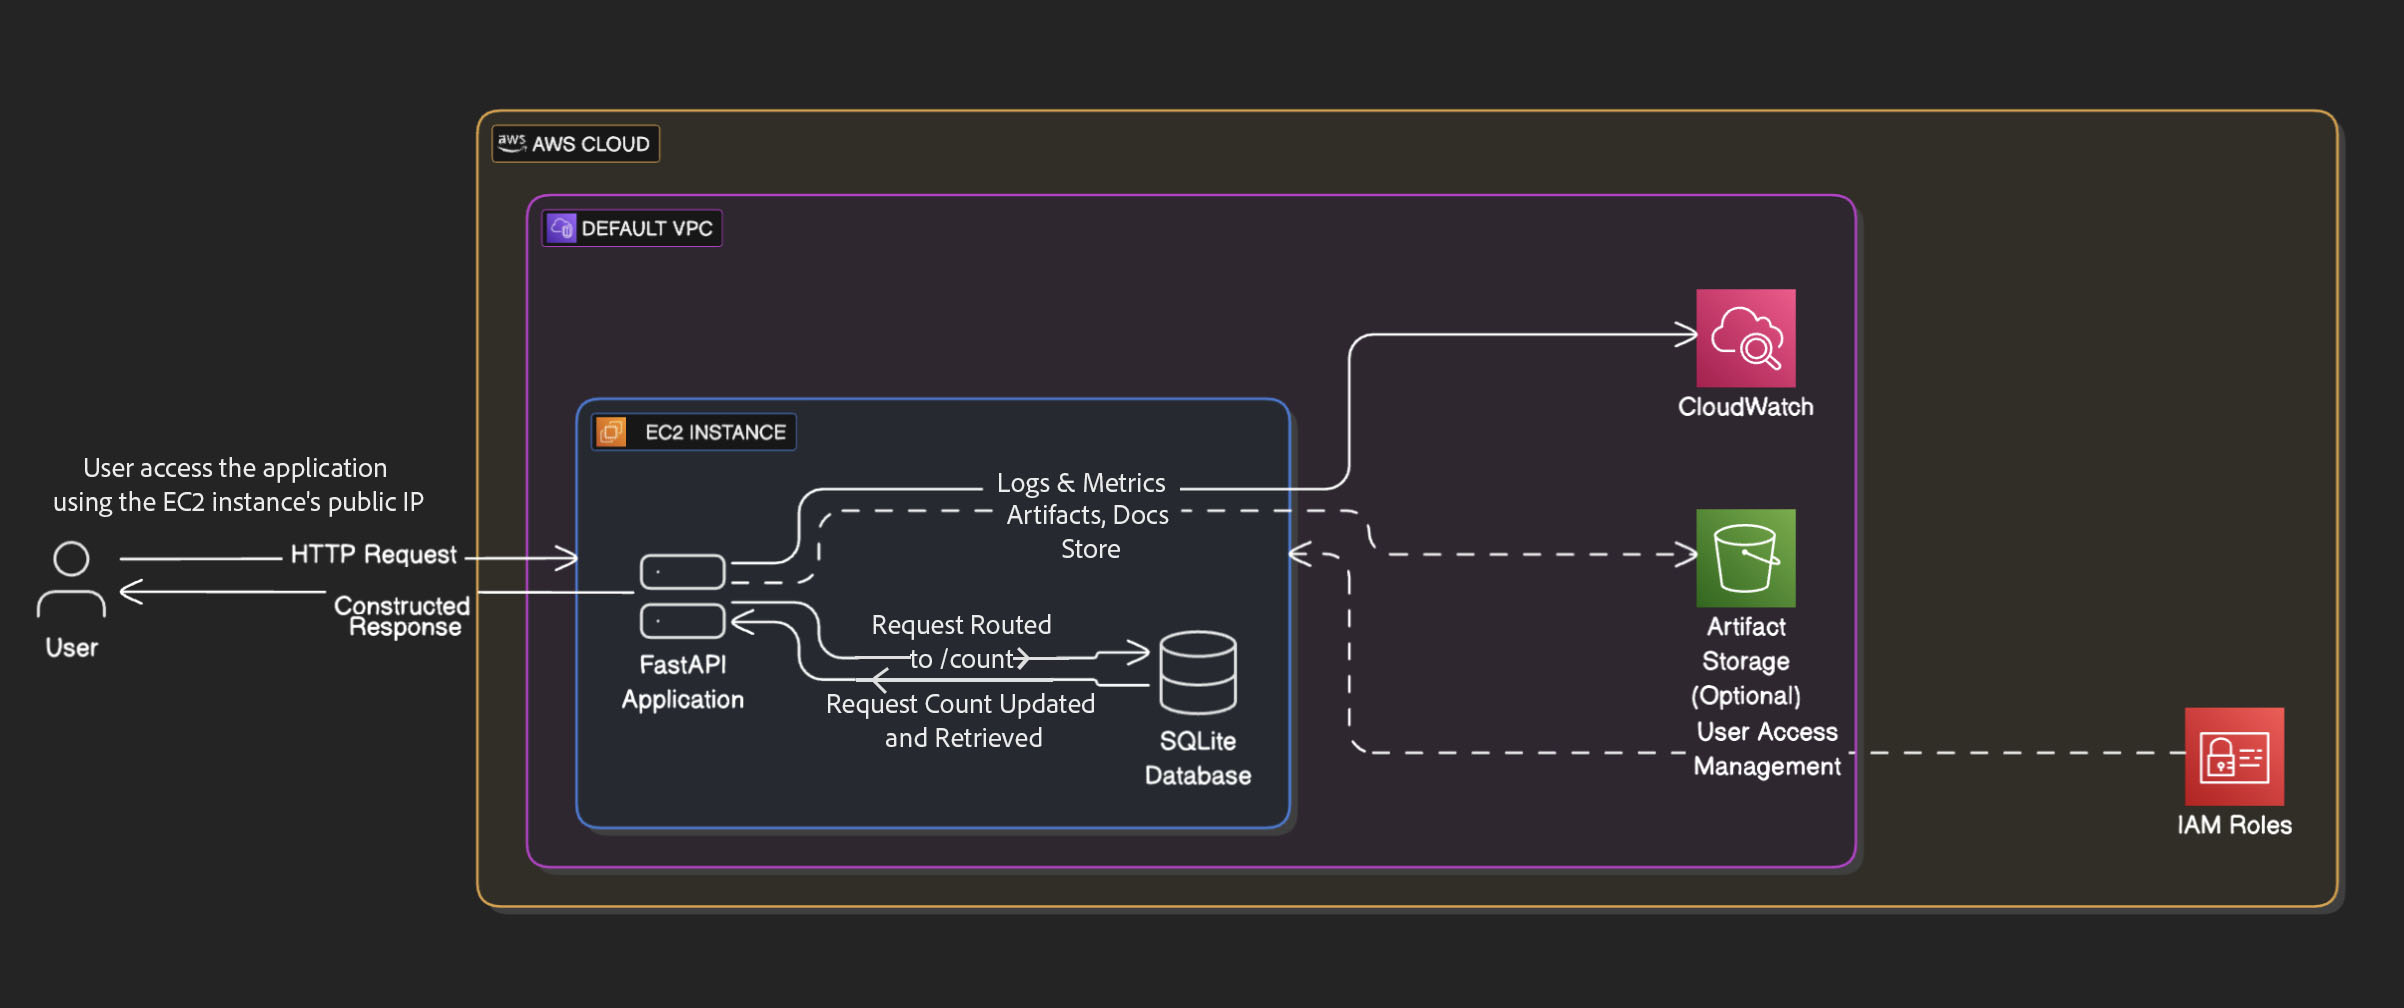 aws AWS CLOUD
DEFAULT VPC
CloudWatch
EC2 INSTANCE
User access the application
using the EC2 instance's public IP
Logs & Metrics
Artifacts, Docs
Store
HTTP Request
Constructed
Response
User
FastAPI
Application
Request Routed
to /count
Request Count Updated
and Retrieved
SQLite
Database
Artifact
Storage
(Optional)
User Access
Management
IAM Roles